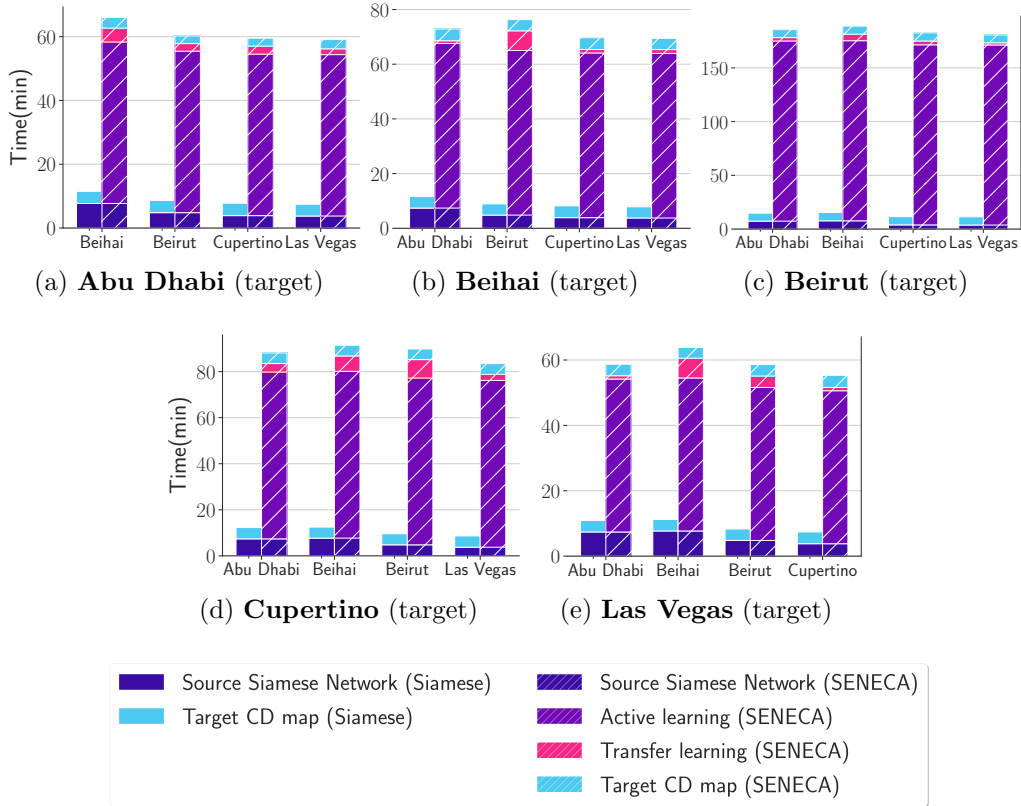 Time(min)
60
40
20
0
Beihai Beirut Cupertino Las Vegas
(a) Abu Dhabi (target)
80
60
40
20
0
Abu Dhabi Beihai Cupertino Las Vegas
(b) Beihai (target)
150
100
50
0
Abu Dhabi Beihai Cupertino Las Vegas
(c) Beirut (target)
Time(min)
80
60
40
20
0
Abu Dhabi Beihai Beirut Las Vegas
(d) Cupertino (target)
60
40
20
0
Abu Dhabi Beihai Beirut Cupertino
(e) Las Vegas (target)
Source Siamese Network (Siamese)
Target CD map (Siamese)
Source Siamese Network (SENECA)
Active learning (SENECA)
Transfer learning (SENECA)
Target CD map (SENECA)